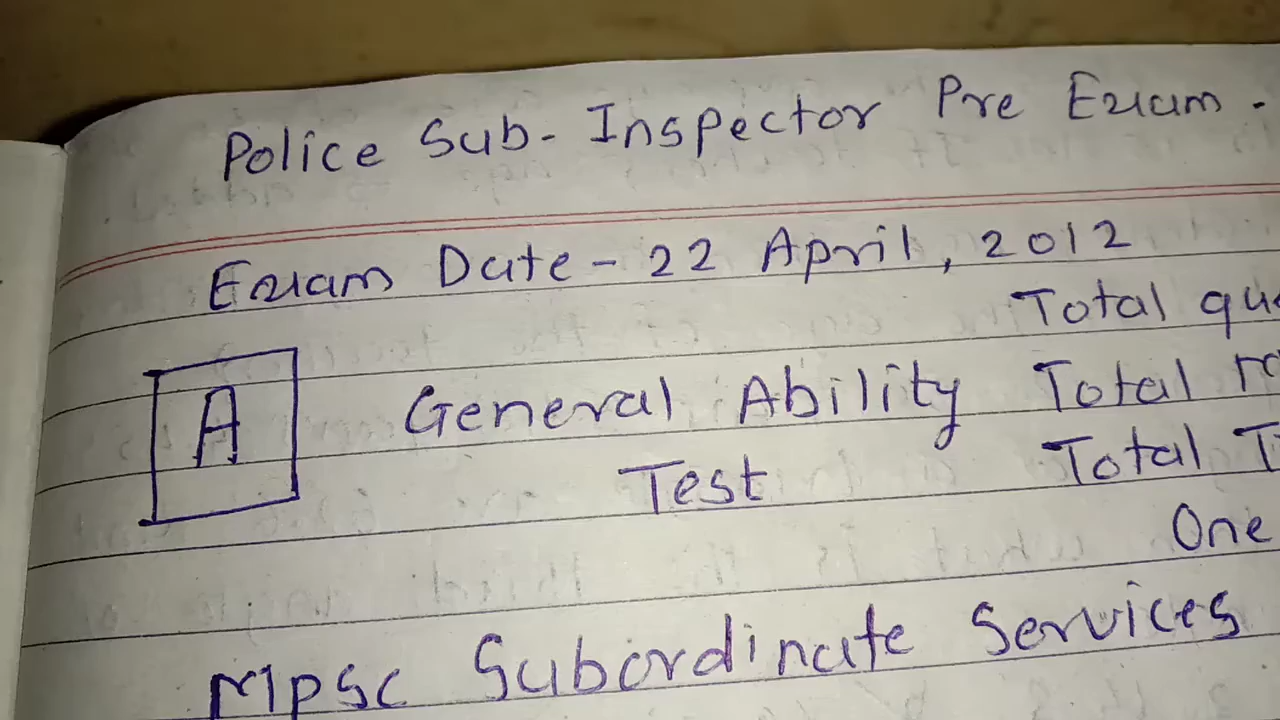 Police Sub-Inspector Pre Exam.
Exam Date - 22 April, 2012
Total
A General Ability Total
Test Total
One
MPSC Subordinate Services